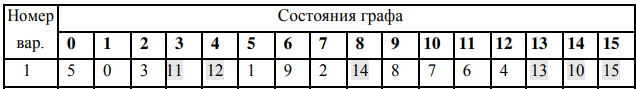 Номер вар. Состояния графа
0 1 2 3 4 5 6 7 8 9 10 11 12 13 14 15
1 5 0 3 11 12 1 9 2 14 8 7 6 4 13 10 15